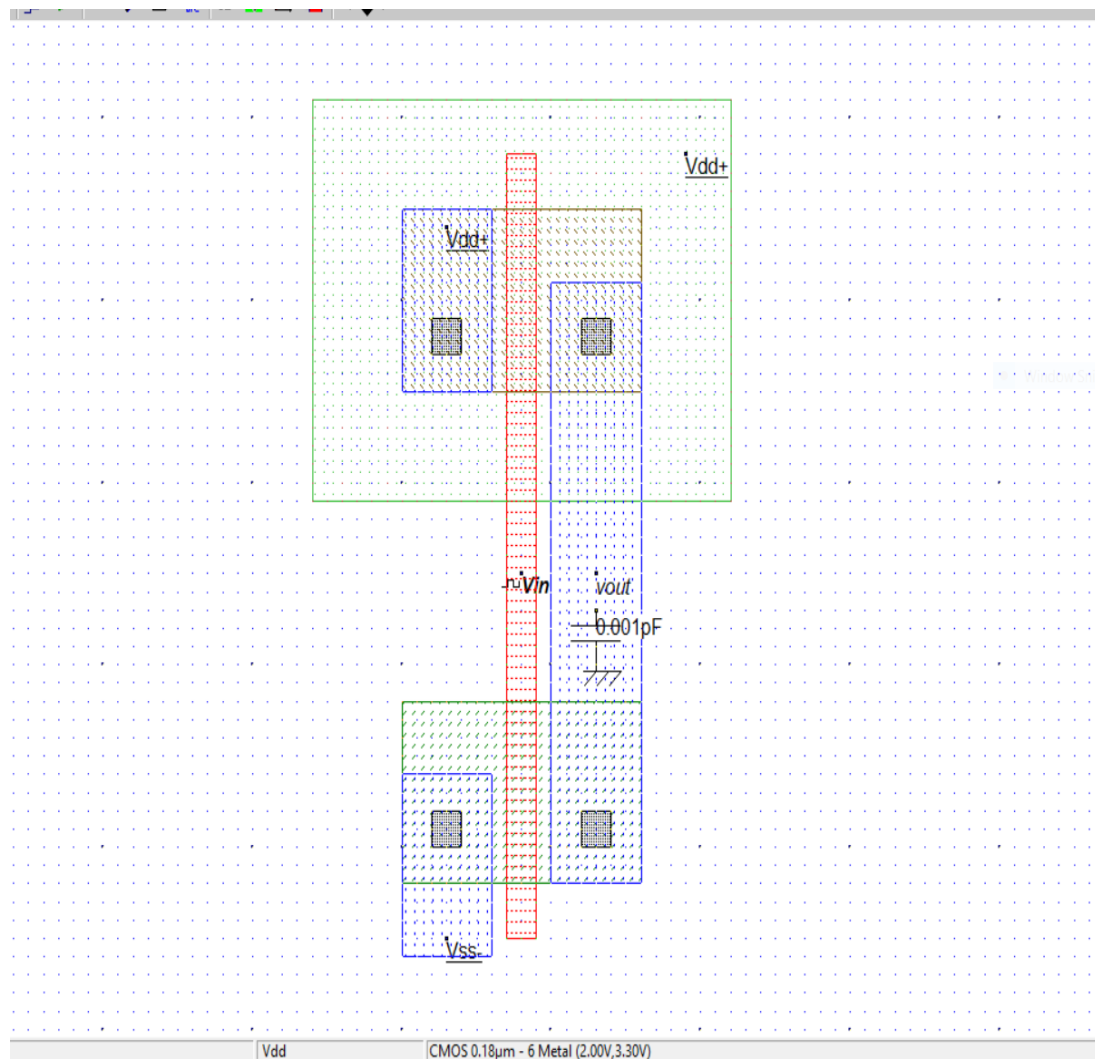 Vdd+
Vdd+
Vin
vout
0.001pF
Vss-
Vdd
CMOS 0.18µm - 6 Metal (2.00V,3.30V)